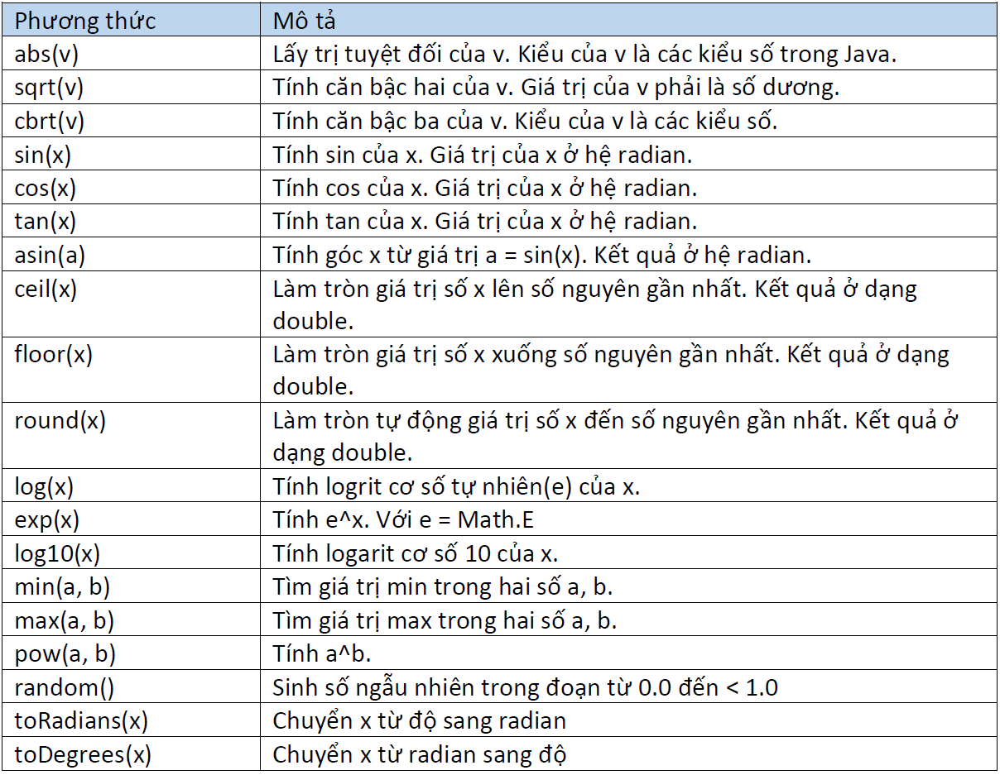 Phương thức Mô tả
abs(v) Lấy trị tuyệt đối của v. Kiểu của v là các kiểu số trong Java.
sqrt(v) Tính căn bậc hai của v. Giá trị của v phải là số dương.
cbrt(v) Tính căn bậc ba của v. Kiểu của v là các kiểu số.
sin(x) Tính sin của x. Giá trị của x ở hệ radian.
cos(x) Tính cos của x. Giá trị của x ở hệ radian.
tan(x) Tính tan của x. Giá trị của x ở hệ radian.
asin(a) Tính góc x từ giá trị a = sin(x). Kết quả ở hệ radian.
ceil(x) Làm tròn giá trị số x lên số nguyên gần nhất. Kết quả ở dạng
double.
floor(x) Làm tròn giá trị số x xuống số nguyên gần nhất. Kết quả ở dạng
double.
round(x) Làm tròn tự động giá trị số x đến số nguyên gần nhất. Kết quả ở
dạng double.
log(x) Tính logrit cơ số tự nhiên(e) của x.
exp(x) Tính e^x. Với e = Math.E
log10(x) Tính logarit cơ số 10 của x.
min(a, b) Tìm giá trị min trong hai số a, b.
max(a, b) Tìm giá trị max trong hai số a, b.
pow(a, b) Tính a^b.
random() Sinh số ngẫu nhiên trong đoạn từ 0.0 đến < 1.0
toRadians(x) Chuyển x từ độ sang radian
toDegrees(x) Chuyển x từ radian sang độ